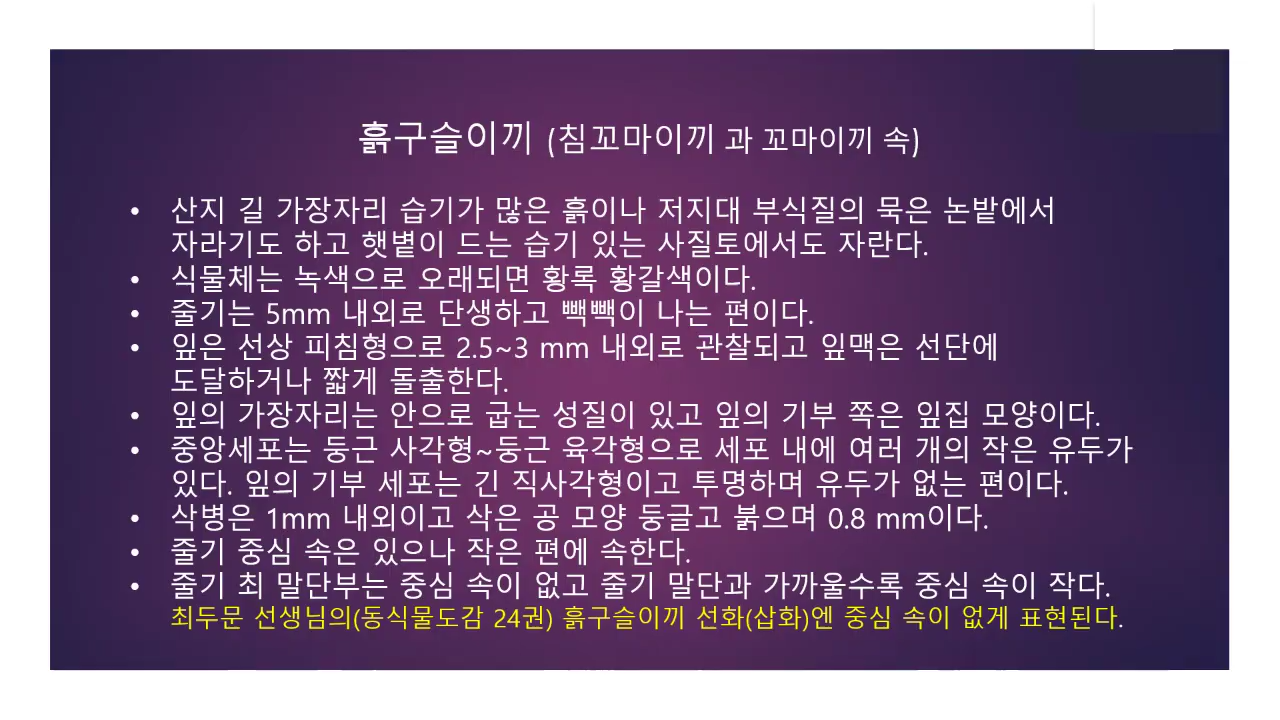 흙구슬이끼 (침꼬마이끼 과 꼬마이끼 속)
• 산지 길 가장자리 습기가 많은 흙이나 저지대 부식질의 묵은 논밭에서
자라기도 하고 햇볕이 드는 습기 있는 사질토에서도 자란다.
• 식물체는 녹색으로 오래되면 황록 황갈색이다.
• 줄기는 5mm 내외로 단생하고 빽빽이 나는 편이다.
• 잎은 선상 피침형으로 2.5~3 mm 내외로 관찰되고 잎맥은 선단에
도달하거나 짧게 돌출한다.
• 잎의 가장자리는 안으로 굽는 성질이 있고 잎의 기부 쪽은 잎집 모양이다.
• 중앙세포는 둥근 사각형~둥근 육각형으로 세포 내에 여러 개의 작은 유두가
있다. 잎의 기부 세포는 긴 직사각형이고 투명하며 유두가 없는 편이다.
• 삭병은 1mm 내외이고 삭은 공 모양 둥글고 붉으며 0.8 mm이다.
• 줄기 중심 속은 있으나 작은 편에 속한다.
• 줄기 최 말단부는 중심 속이 없고 줄기 말단과 가까울수록 중심 속이 작다.
최두문 선생님의(동식물도감 24권) 흙구슬이끼 선화(삽화)엔 중심 속이 없게 표현된다.